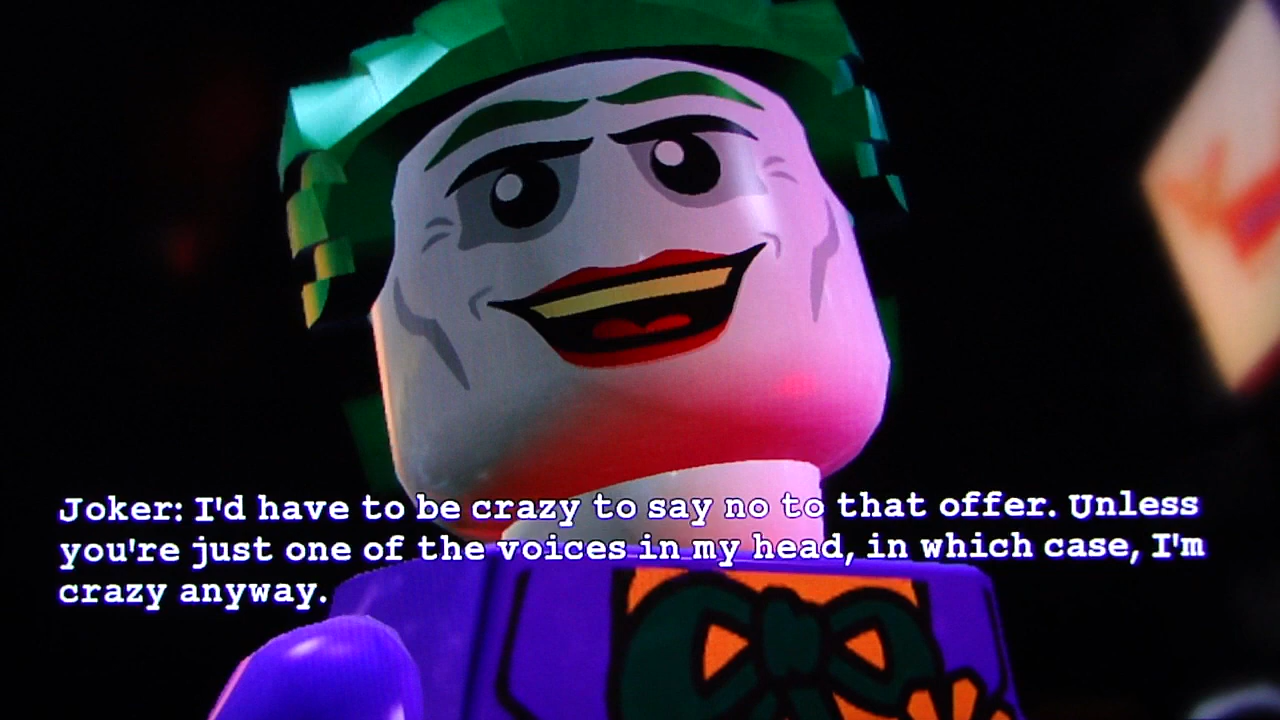 Joker: I'd have to be crazy to say no to that offer. Unless
you're just one of the voices in my head, in which case, I'm
crazy anyway.